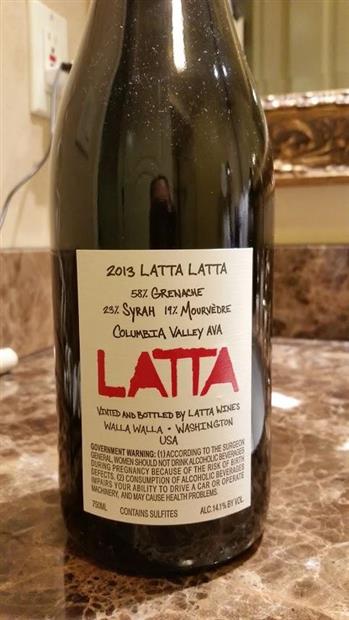 2013 LATTA LATTA
58% GRENACHE
23% SYRAH 19% MOURVÈDRE
COLUMBIA VALLEY AVA
LATTA
VINTED AND BOTTLED BY LATTA WINES
WALLA WALLA - WASHINGTON
USA
GOVERNMENT WARNING: (1) ACCORDING TO THE SURGEON
GENERAL, WOMEN SHOULD NOT DRINK ALCOHOLIC BEVERAGES
DURING PREGNANCY BECAUSE OF THE RISK OF BIRTH
DEFECTS. (2) CONSUMPTION OF ALCOHOLIC BEVERAGES
IMPAIRS YOUR ABILITY TO DRIVE A CAR OR OPERATE
MACHINERY, AND MAY CAUSE HEALTH PROBLEMS.
750ML CONTAINS SULFITES ALC. 14.1% BY VOL.